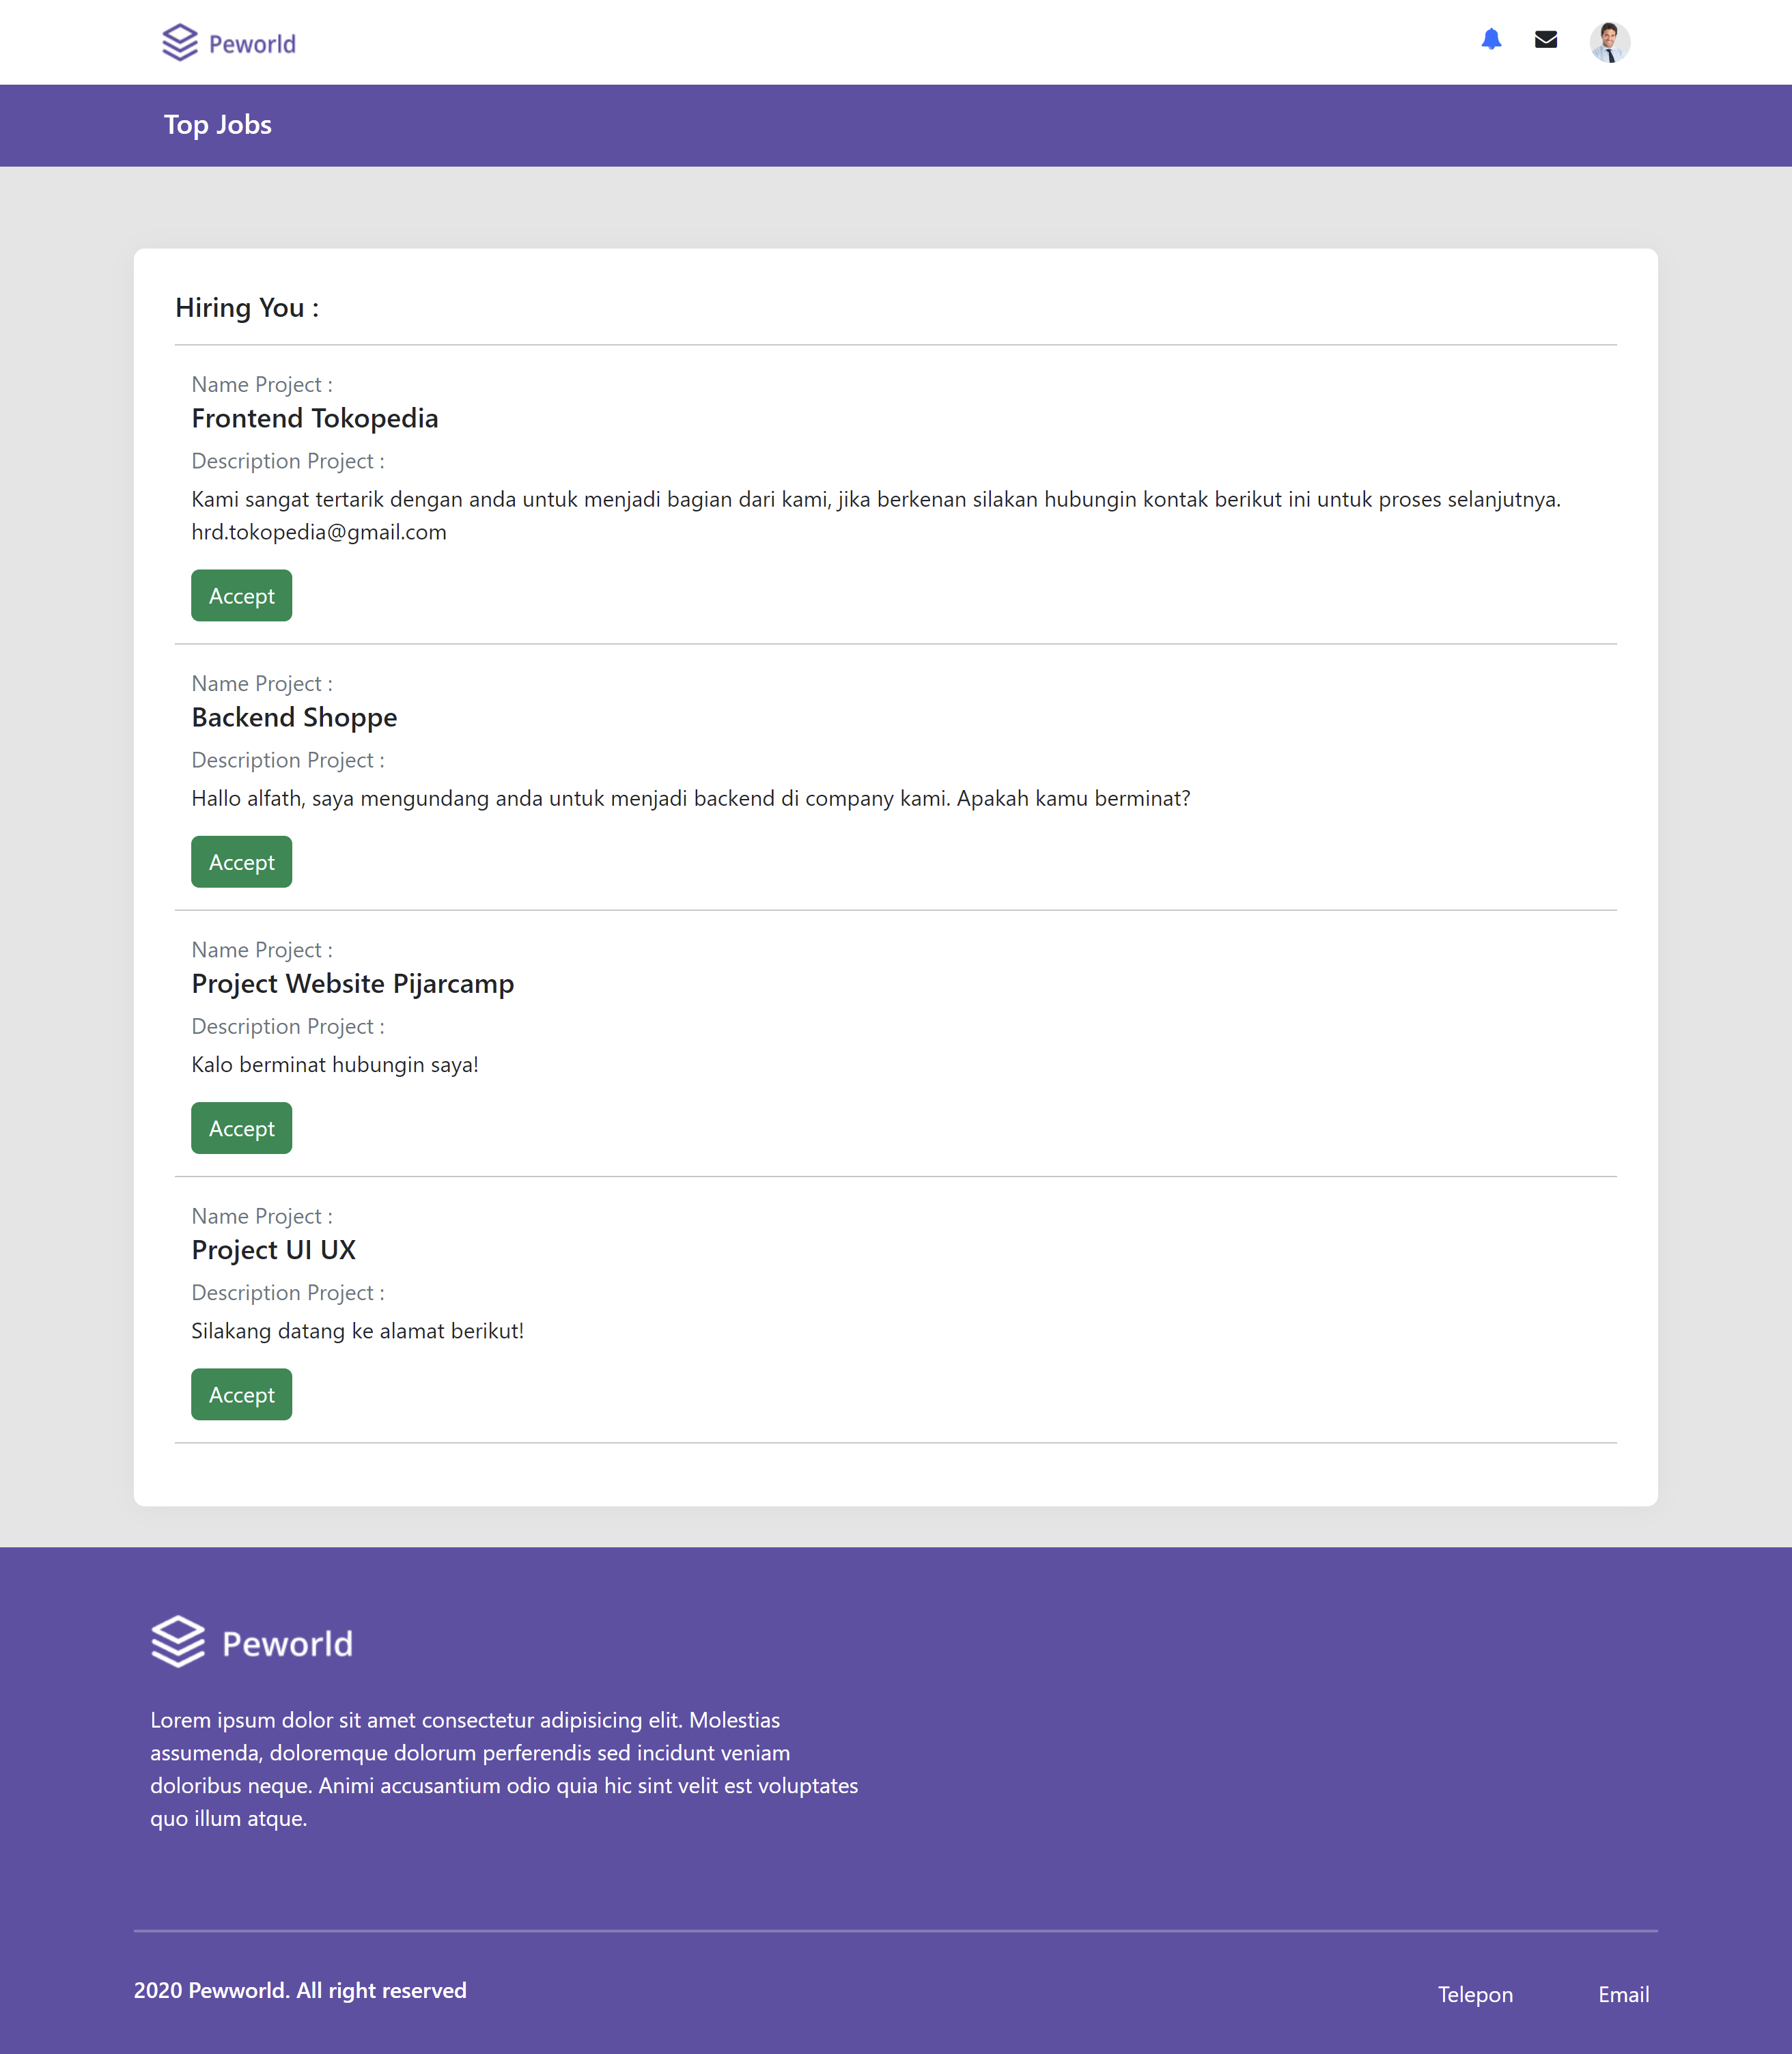 Peworld
Top Jobs
Hiring You :
Name Project :
Frontend Tokopedia
Description Project :
Kami sangat tertarik dengan anda untuk menjadi bagian dari kami, jika berkenan silakan hubungin kontak berikut ini untuk proses selanjutnya.
hrd.tokopedia@gmail.com
Accept
Name Project :
Backend Shoppe
Description Project :
Hallo alfath, saya mengundang anda untuk menjadi backend di company kami. Apakah kamu berminat?
Accept
Name Project :
Project Website Pijarcamp
Description Project :
Kalo berminat hubungin saya!
Accept
Name Project :
Project UI UX
Description Project :
Silakang datang ke alamat berikut!
Accept
Peworld
Lorem ipsum dolor sit amet consectetur adipisicing elit. Molestias
assumenda, doloremque dolorum perferendis sed incidunt veniam
doloribus neque. Animi accusantium odio quia hic sint velit est voluptates
quo illum atque.
2020 Pewworld. All right reserved
Telepon
Email